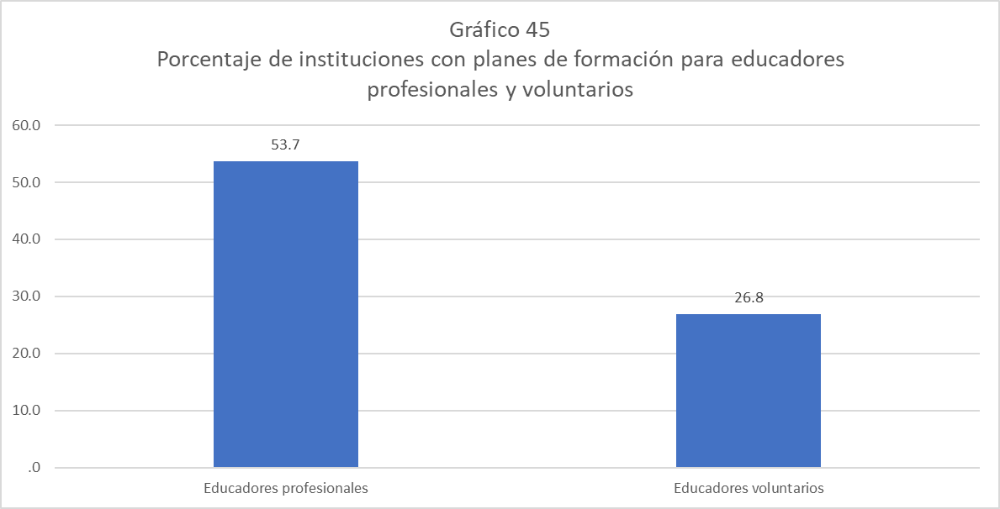 Gráfico 45
Porcentaje de instituciones con planes de formación para educadores
profesionales y voluntarios
60.0
53.7
50.0
40.0
30.0
26.8
20.0
10.0
.0
Educadores profesionales
Educadores voluntarios